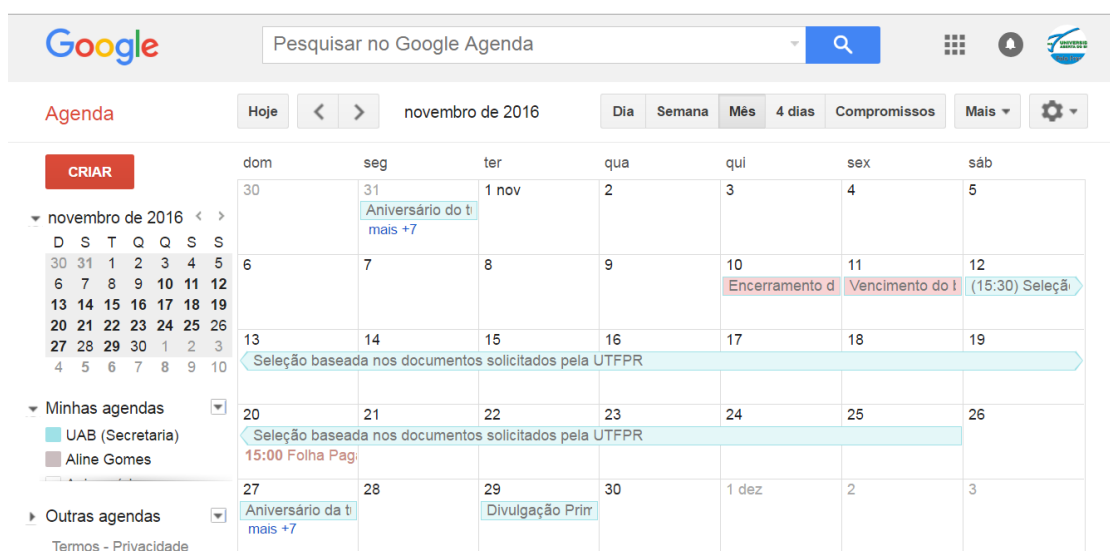 Google
Pesquisar no Google Agenda
Agenda
Hoje
novembro de 2016
Dia Semana Mês 4 dias Compromissos
Mais
CRIAR
novembro de 2016
D S T Q Q S S
30 31 1 2 3 4 5
6 7 8 9 10 11 12
13 14 15 16 17 18 19
20 21 22 23 24 25 26
27 28 29 30 1 2 3
4 5 6 7 8 9 10
Minhas agendas
UAB (Secretaria)
Aline Gomes
Outras agendas
Termos - Privacidade
dom seg ter qua qui sex sáb
30 31 1 nov 2 3 4 5
Aniversário do
mais +7
6 7 8 9 10 11 12
Encerramento d Vencimento do (15:30) Seleçã
13 14 15 16 17 18 19
Seleção baseada nos documentos solicitados pela UTFPR
20 21 22 23 24 25 26
Seleção baseada nos documentos solicitados pela UTFPR
15:00 Folha Pag
27 28 29 30 1 dez 2 3
Aniversário da Divulgação Prim
mais +7